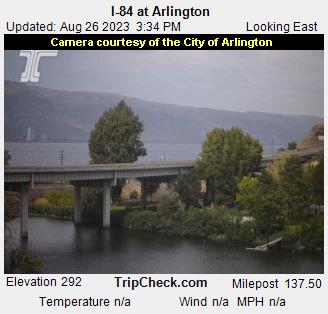 I-84 at Arlington
Updated: Aug 26 2023 3:34 PM Looking East
Camera courtesy of the City of Arlington
Elevation 292 TripCheck.com Milepost 137.50
Temperature n/a Wind n/a MPH n/a